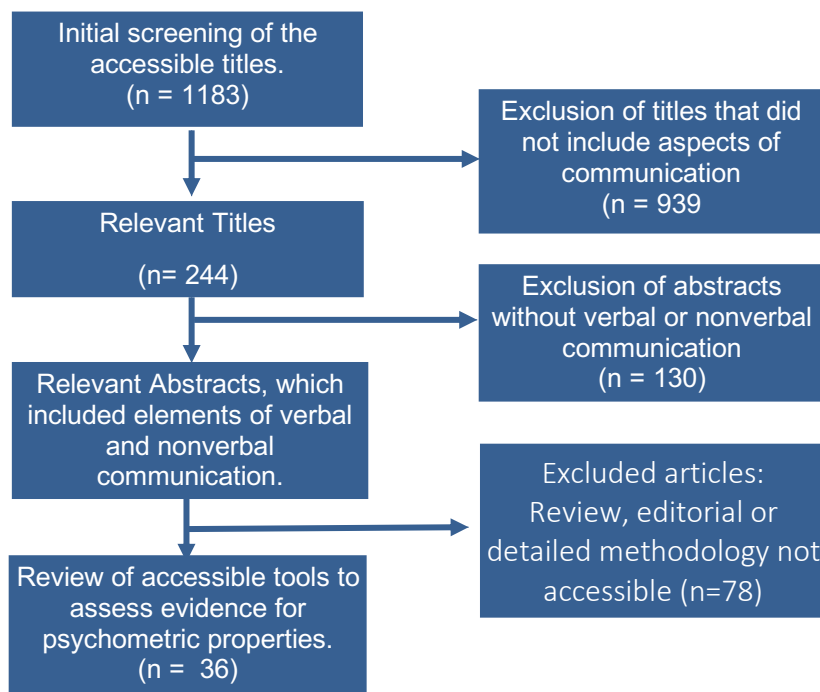 Initial screening of the
accessible titles.
(n = 1183)
Exclusion of titles that did
not include aspects of
communication
(n = 939
Relevant Titles
(n= 244)
Exclusion of abstracts
without verbal or nonverbal
communication
(n = 130)
Relevant Abstracts, which
included elements of verbal
and nonverbal
communication.
Excluded articles:
Review, editorial or
detailed methodology not
accessible (n=78)
Review of accessible tools to
assess evidence for
psychometric properties.
(n =  36)